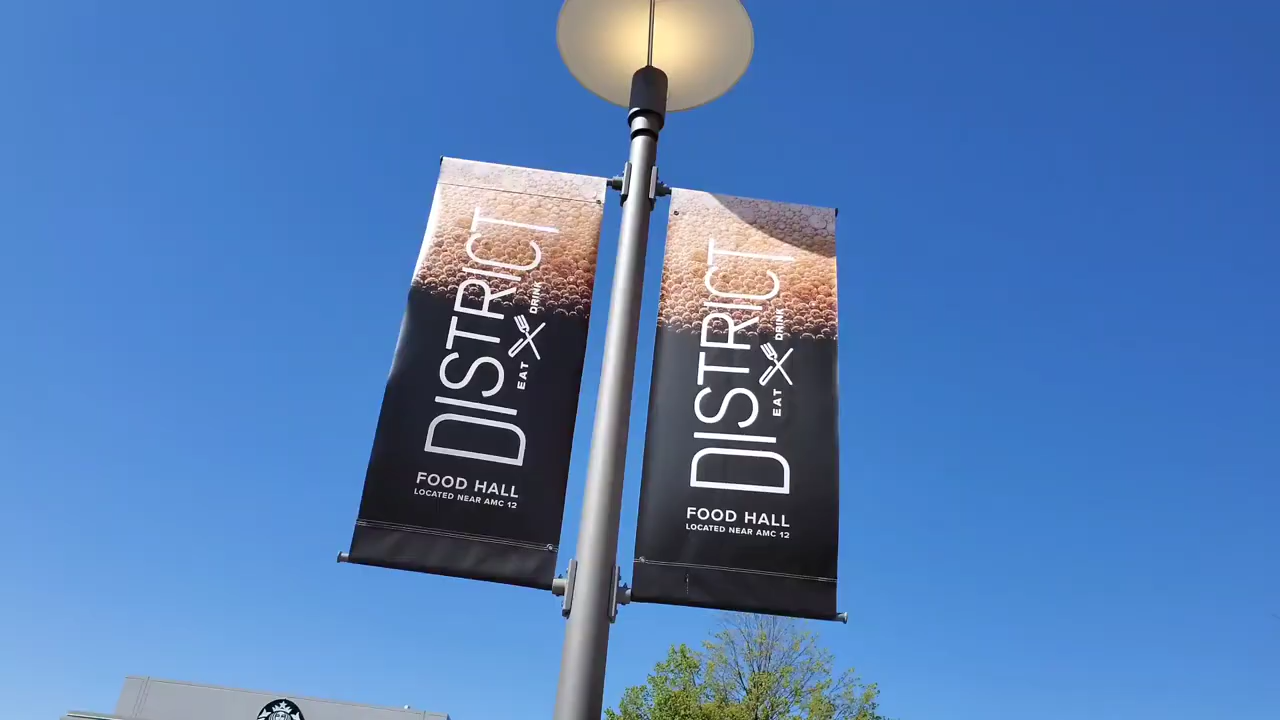 DISTRICT
EAT DRINK
FOOD HALL
LOCATED NEAR AMC 12
DISTRICT
EAT DRINK
FOOD HALL
LOCATED NEAR AMC 12